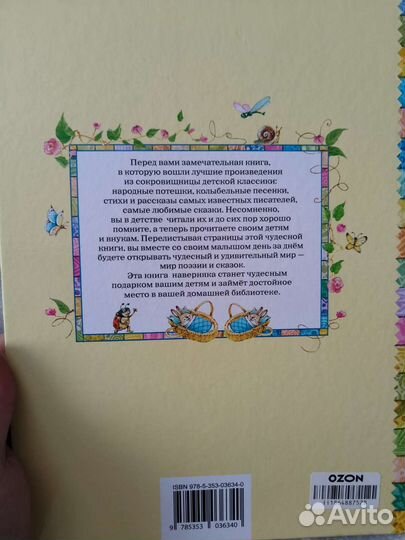 Перед вами замечательная книга,
в которую вошли лучшие произведения
из сокровищницы детской классики:
народные потешки, колыбельные песенки,
стихи и рассказы самых известных писателей,
самые любимые сказки. Несомненно,
вы в детстве читали их и до сих пор хорошо
помните, а теперь прочитаете своим детям
и внукам. Перелистывая страницы этой чудесной
книги, вы вместе со своим малышом день за днём
будете открывать чудесный и удивительный мир —
мир поэзии и сказок.
Эта книга наверняка станет чудесным
подарком вашим детям и займёт достойное
место в вашей домашней библиотеке.
ISBN 978-5-353-03634-0
9 785353 036340
OZON
Avito